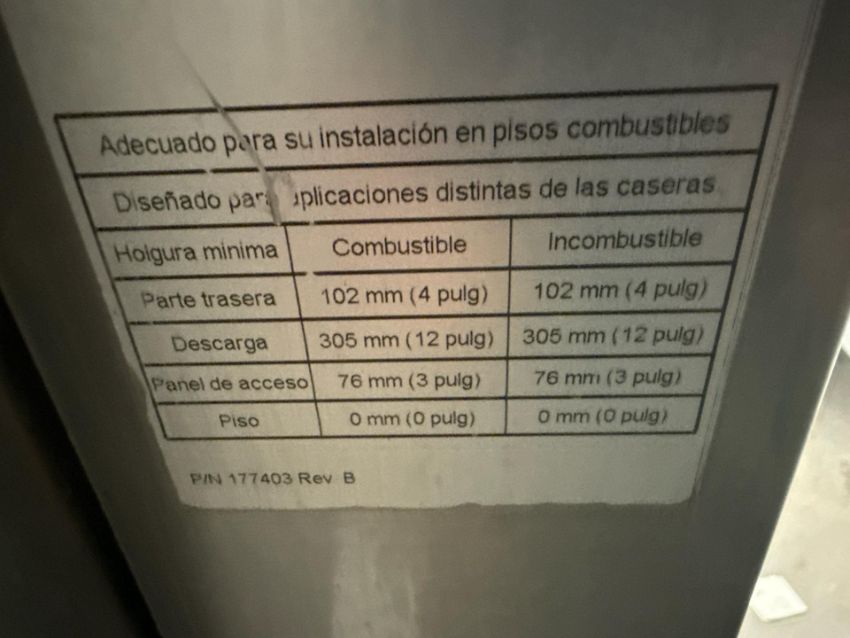 Adecuado para su instalación en pisos combustibles
Diseñado para aplicaciones distintas de las caseras
Holgura minima Combustible Incombustible
Parte trasera 102 mm (4 pulg) 102 mm (4 pulg)
Descarga 305 mm (12 pulg) 305 mm (12 pulg)
Panel de acceso 76 mm (3 pulg) 76 mm (3 pulg)
Piso 0 mm (0 pulg) 0 mm (0 pulg)
P/N 177403 Rev B